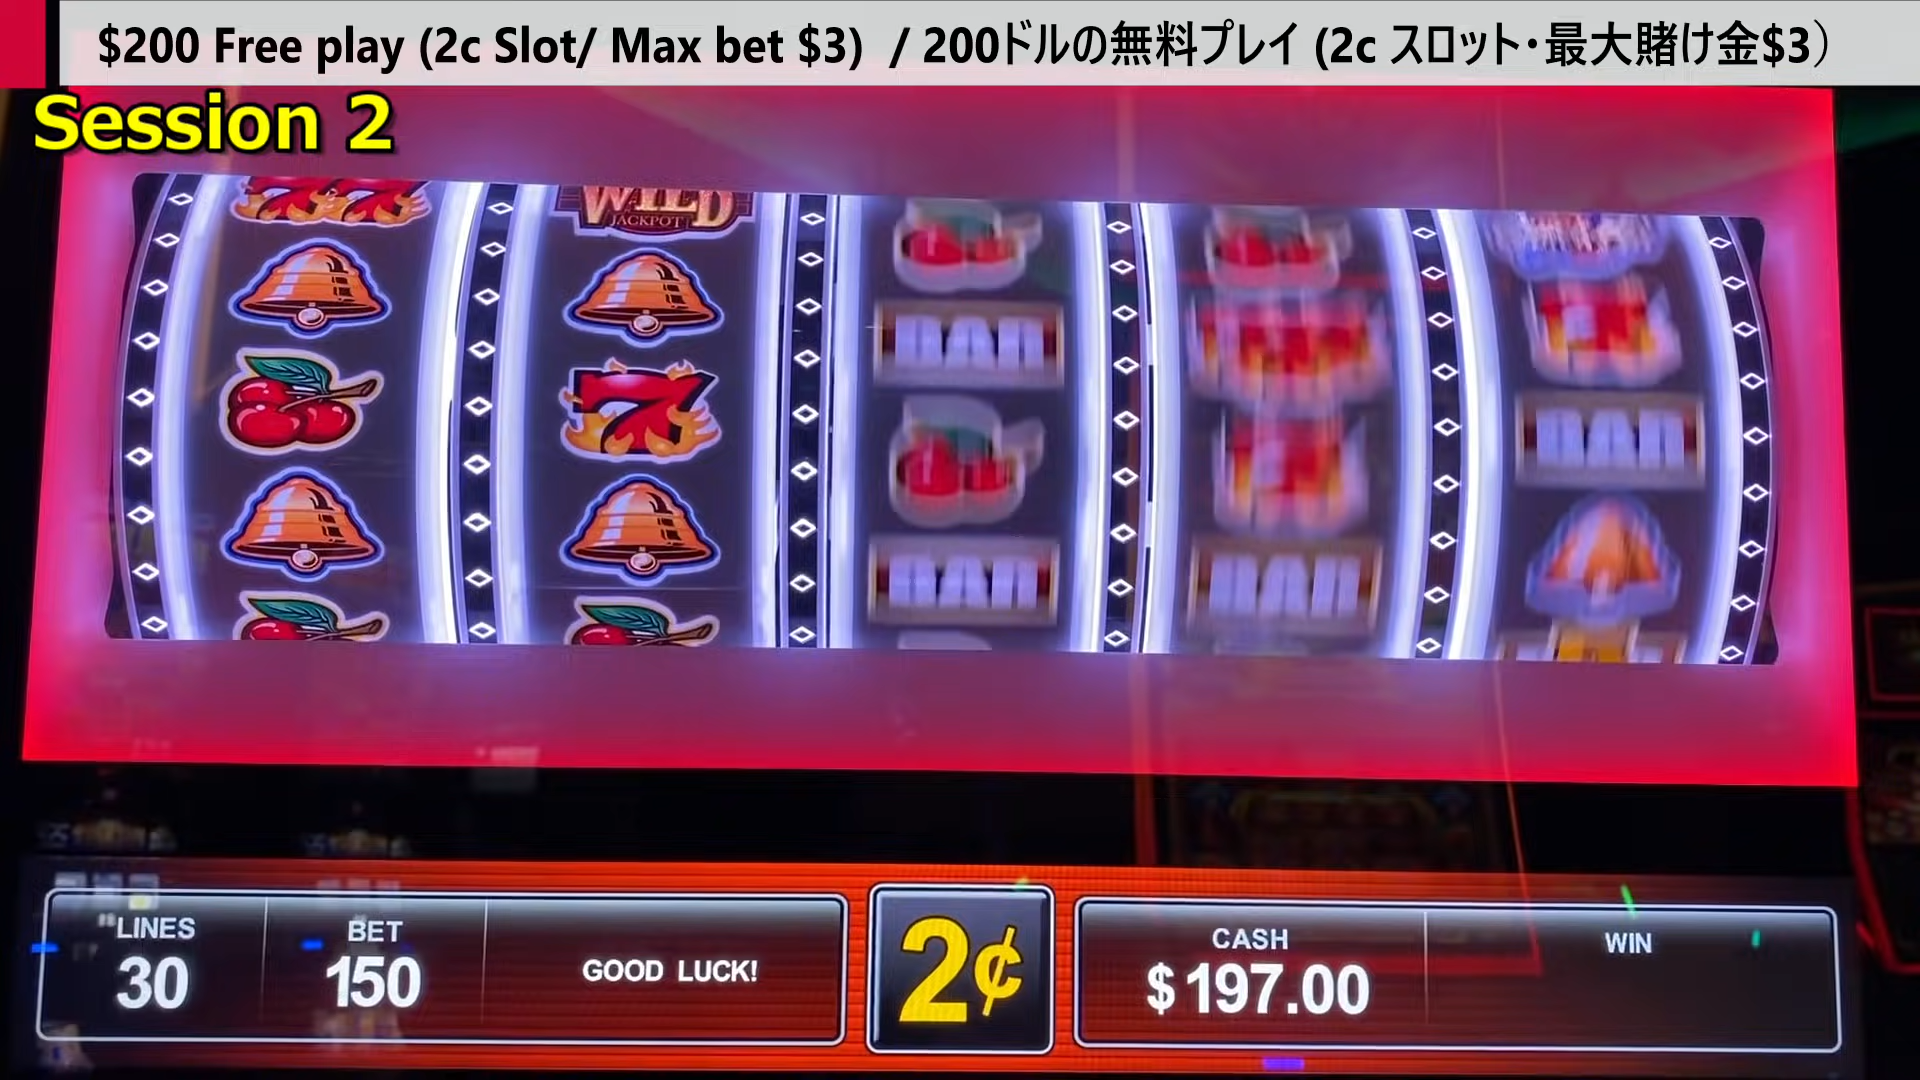 $200 Free play (2c Slot/ Max bet $3) / 200ドルの無料プレイ (2c スロット・最大賭け金$3）
Session 2
WILD
JACKPOT
7
BAR
BAR
BAR
BAR
LINES
30
BET
150
GOOD LUCK!
2¢
CASH
$197.00
WIN